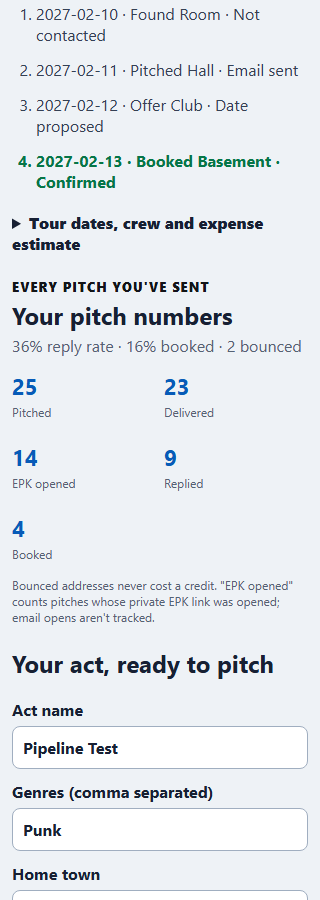 1. 2027-02-10 · Found Room · Not
contacted
2. 2027-02-11 · Pitched Hall · Email sent
3. 2027-02-12 · Offer Club · Date
proposed
4. 2027-02-13 · Booked Basement ·
Confirmed
▶ Tour dates, crew and expense
estimate
EVERY PITCH YOU'VE SENT
Your pitch numbers
36% reply rate · 16% booked · 2 bounced
25 23
Pitched Delivered
14 9
EPK opened Replied
4
Booked
Bounced addresses never cost a credit. "EPK opened"
counts pitches whose private EPK link was opened;
email opens aren't tracked.
Your act, ready to pitch
Act name
Pipeline Test
Genres (comma separated)
Punk
Home town